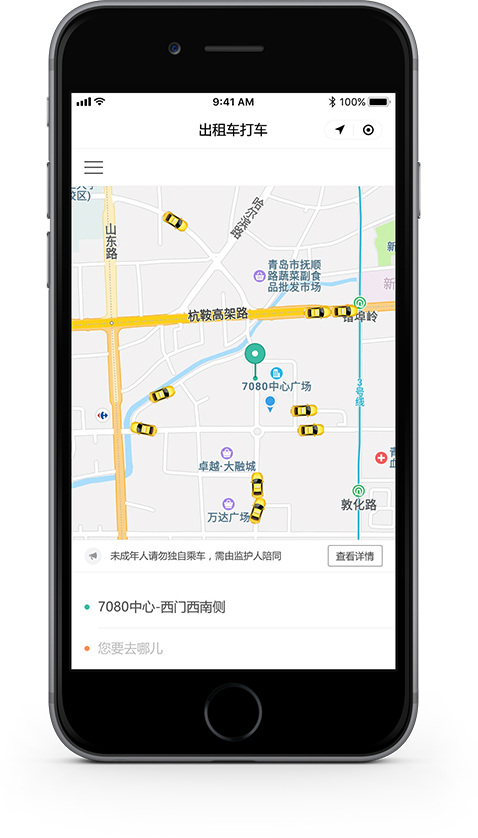 9:41 AM
100%
出租车打车
校区)
山东路
哈尔滨路
青岛市抚顺
路蔬菜副食
品批发市场
新
杭鞍高架路
错埠岭
7080中心广场
3号线
卓越·大融城
万达广场
敦化路
未成年人请勿独自乘车，需由监护人陪同
查看详情
7080中心-西门西南侧
您要去哪儿